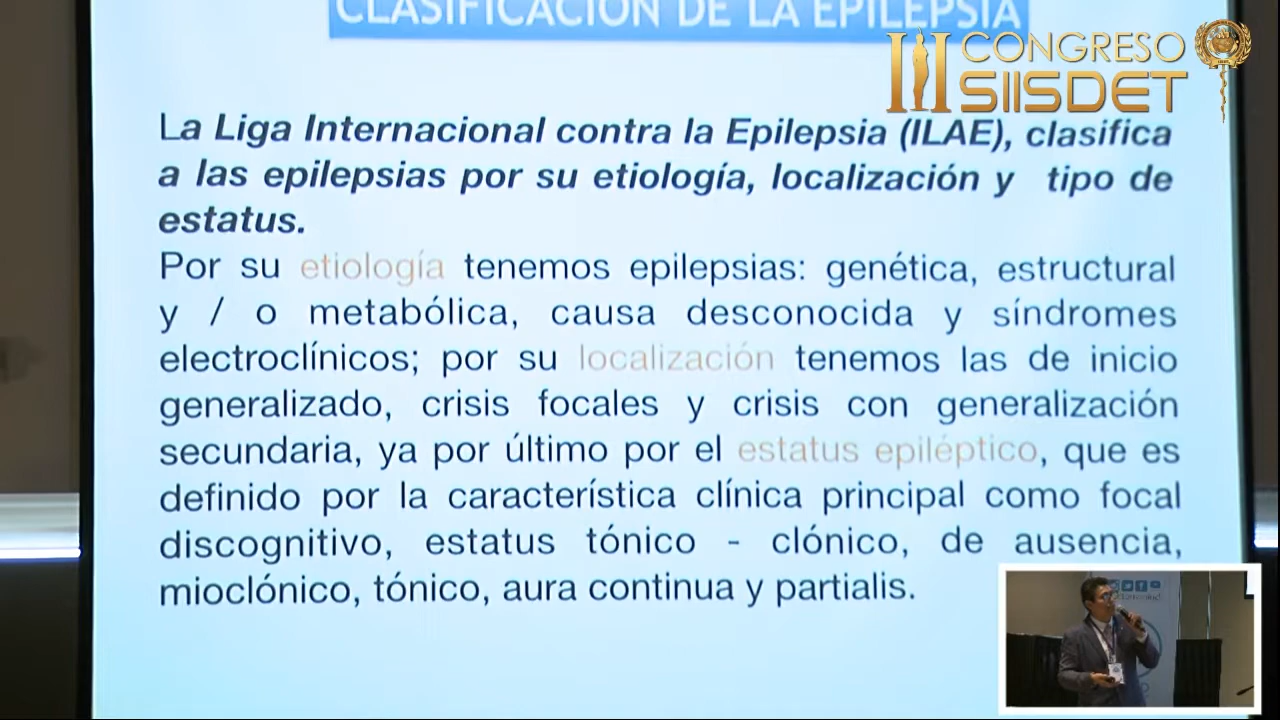 CLASIFICACIÓN DE LA EPILEPSIA
III CONGRESO
SIISDET
La Liga Internacional contra la Epilepsia (ILAE), clasifica
a las epilepsias por su etiología, localización y tipo de
estatus.
Por su etiología tenemos epilepsias: genética, estructural
y / o metabólica, causa desconocida y síndromes
electroclínicos; por su localización tenemos las de inicio
generalizado, crisis focales y crisis con generalización
secundaria, ya por último por el estatus epiléptico, que es
definido por la característica clínica principal como focal
discognitivo, estatus tónico - clónico, de ausencia,
mioclónico, tónico, aura continua y partialis.